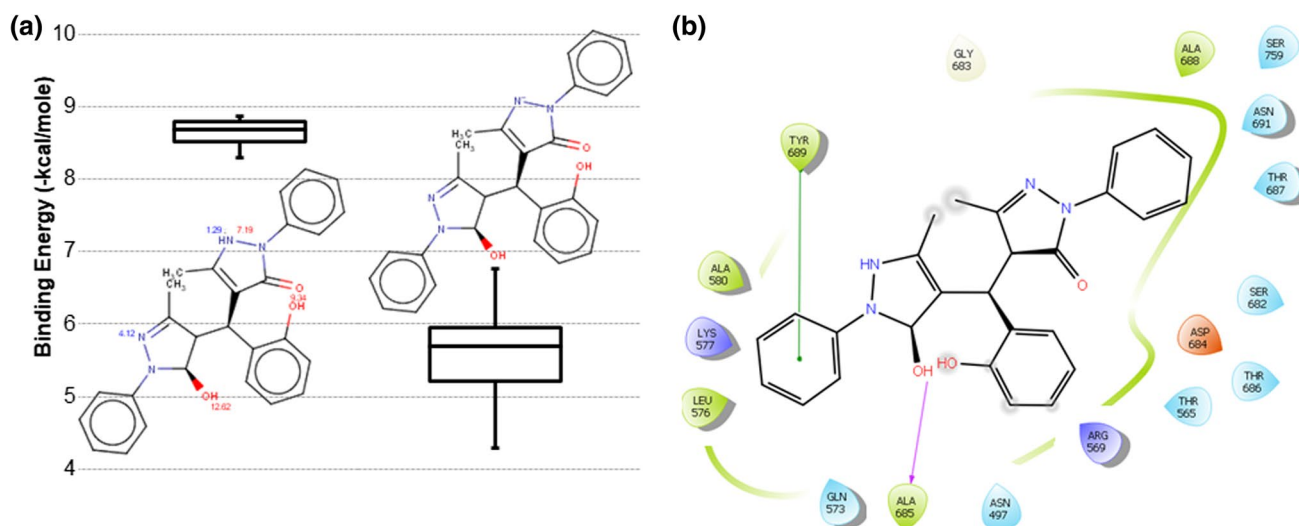 (a)
Binding Energy (-kcal/mole)
10
9
8
7
6
5
4
1.29
7.19
HN
N
O
H₃C
CH₃
OH
9.34
4.12
N
N
OH
12.62
N⁻
N
O
H₃C
CH₃
OH
N
N
OH
(b)
GLY
683
ALA
688
SER
759
ASN
691
THR
687
TYR
689
ALA
580
LYS
577
LEU
576
GLN
573
ALA
685
ASN
497
ARG
569
THR
565
THR
686
ASP
684
SER
682
N
N
O
HN
N
OH
HO